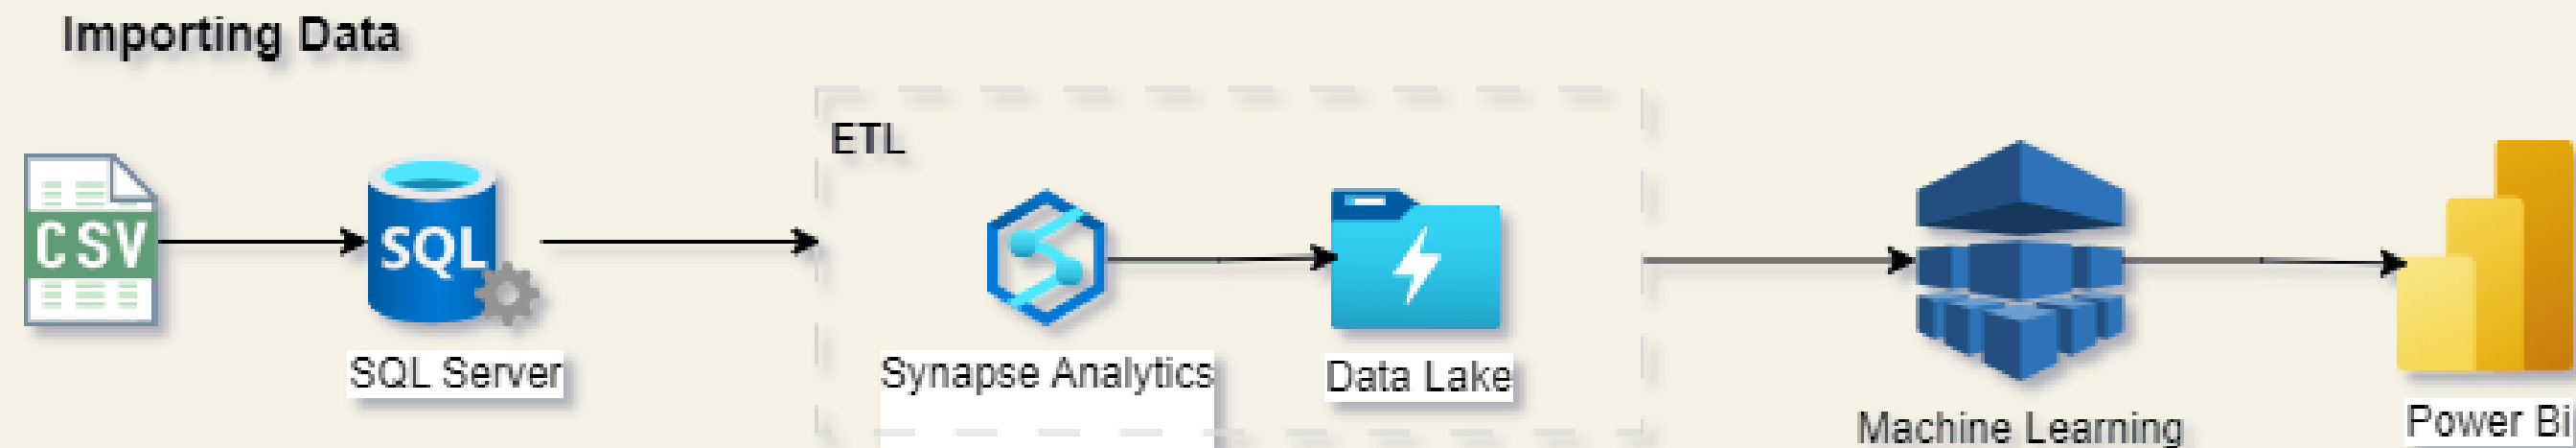 Importing Data
ETL
CSV
SQL
SQL Server
Synapse Analytics
Data Lake
Machine Learning
Power Bi